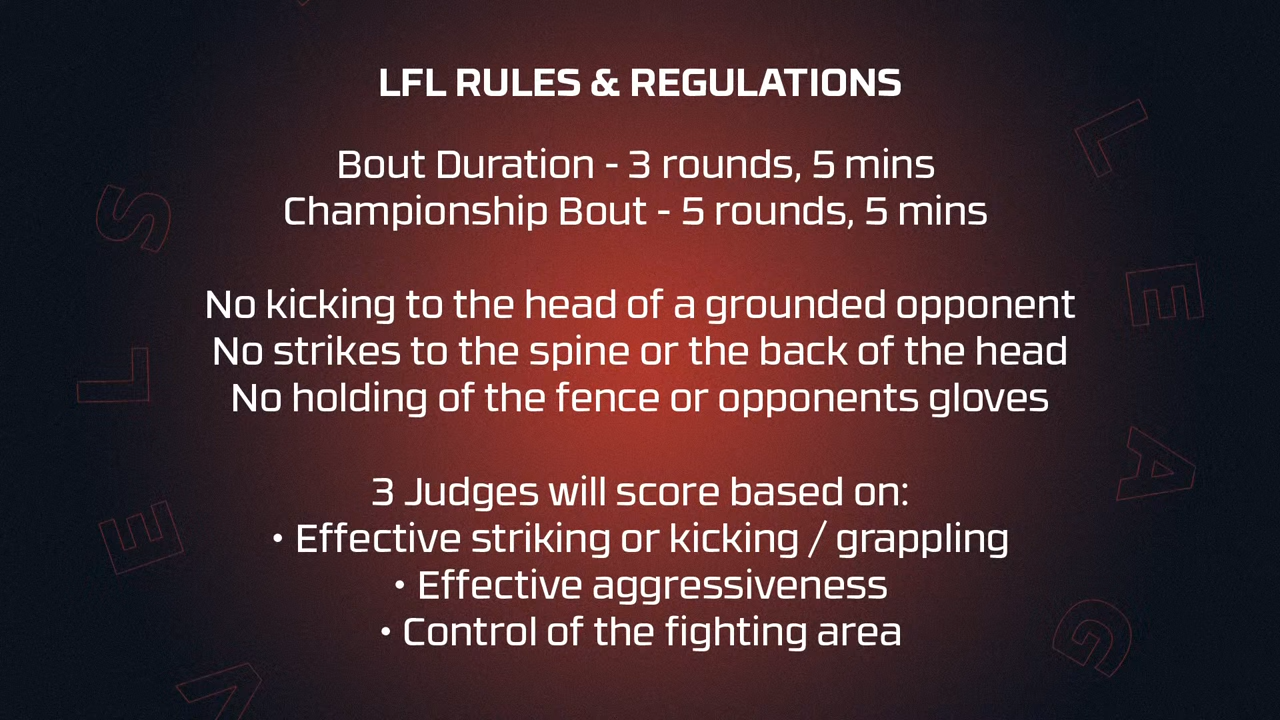 LFL RULES & REGULATIONS
Bout Duration - 3 rounds, 5 mins
Championship Bout - 5 rounds, 5 mins
No kicking to the head of a grounded opponent
No strikes to the spine or the back of the head
No holding of the fence or opponents gloves
3 Judges will score based on:
• Effective striking or kicking / grappling
• Effective aggressiveness
• Control of the fighting area
L
E
A
G
V
E
L
S